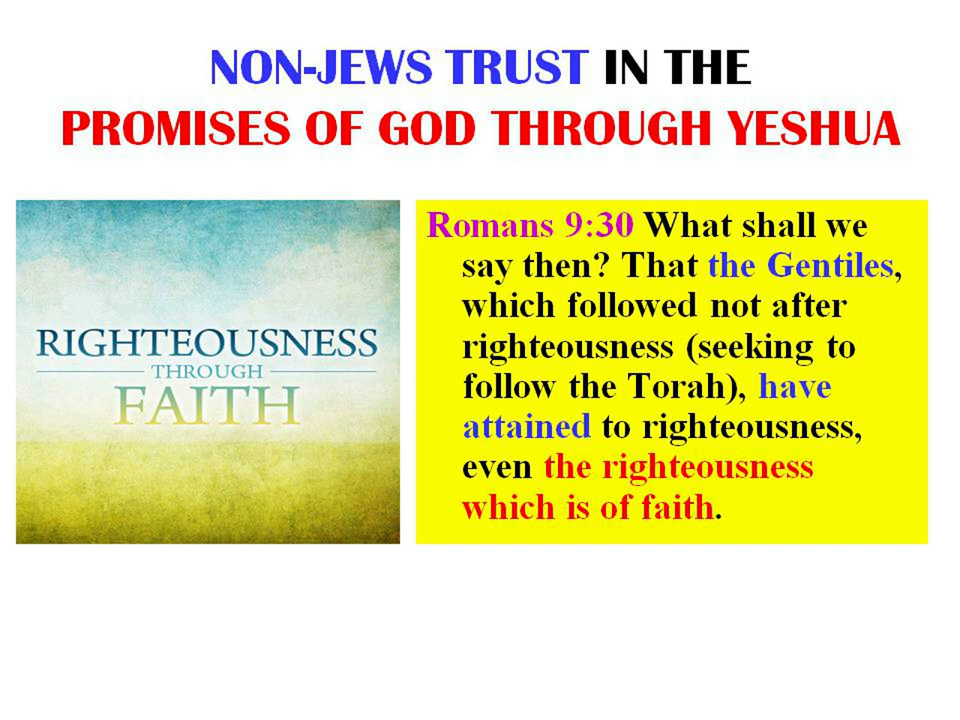 NON-JEWS TRUST IN THE
PROMISES OF GOD THROUGH YESHUA
RIGHTEOUSNESS
THROUGH
FAITH
Romans 9:30 What shall we
say then? That the Gentiles,
which followed not after
righteousness (seeking to
follow the Torah), have
attained to righteousness,
even the righteousness
which is of faith.